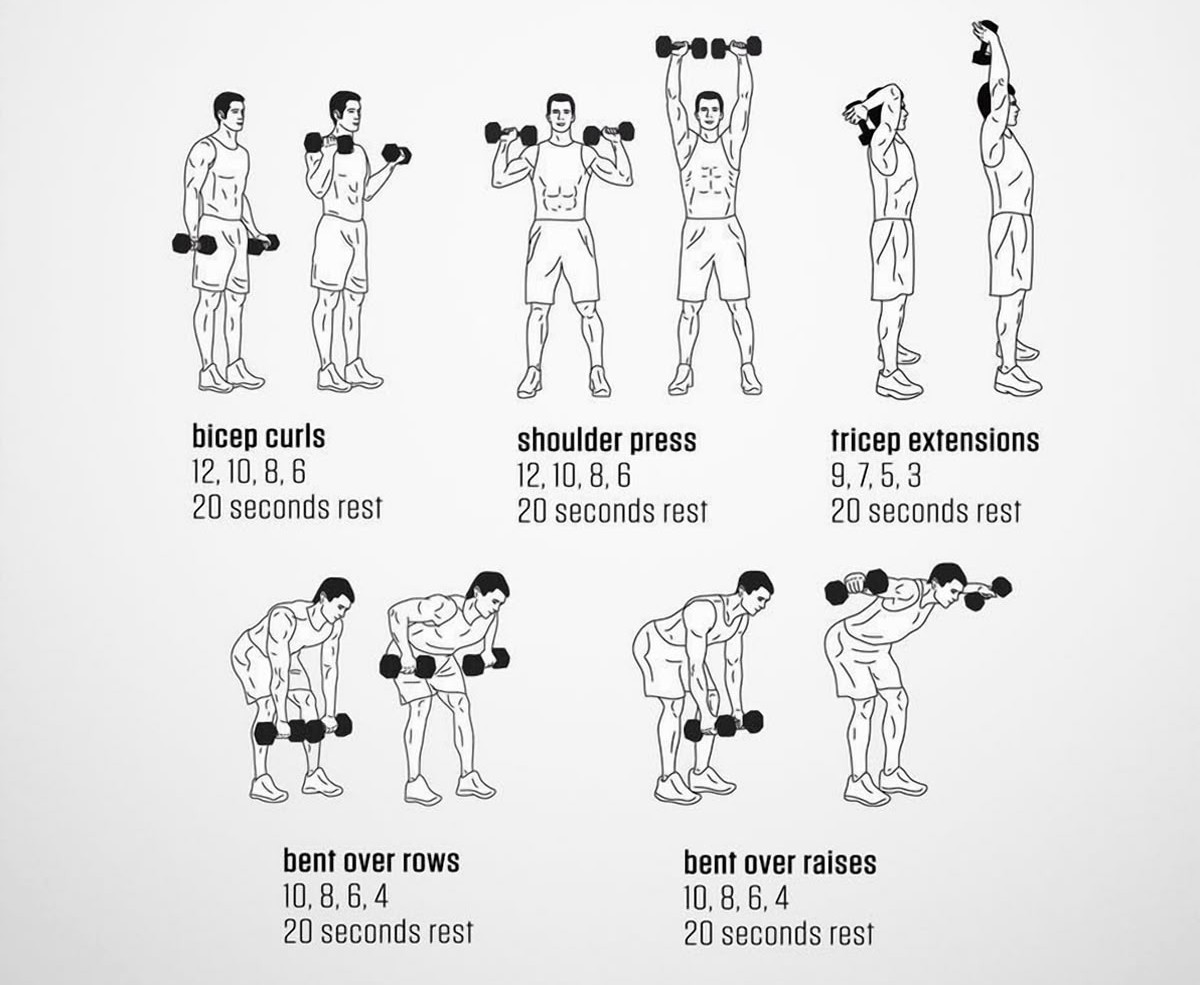 bicep curls
12, 10, 8, 6
20 seconds rest
shoulder press
12, 10, 8, 6
20 seconds rest
tricep extensions
9, 7, 5, 3
20 seconds rest
bent over rows
10, 8, 6, 4
20 seconds rest
bent over raises
10, 8, 6, 4
20 seconds rest